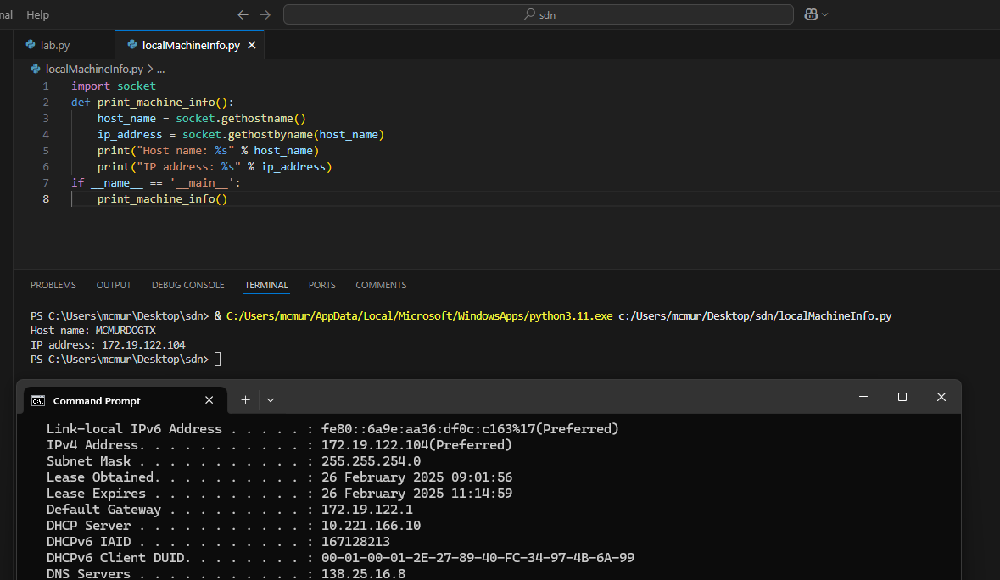 nal Help sdn
lab.py localMachineInfo.py
localMachineInfo.py > ...
1 import socket
2 def print_machine_info():
3     host_name = socket.gethostname()
4     ip_address = socket.gethostbyname(host_name)
5     print("Host name: %s" % host_name)
6     print("IP address: %s" % ip_address)
7 if __name__ == '__main__':
8     print_machine_info()
PROBLEMS OUTPUT DEBUG CONSOLE TERMINAL PORTS COMMENTS
PS C:\Users\mcmur\Desktop\sdn> & C:/Users/mcmur/AppData/Local/Microsoft/WindowsApps/python3.11.exe c:/Users/mcmur/Desktop/sdn/localMachineInfo.py
Host name: MCMURDOGTX
IP address: 172.19.122.104
PS C:\Users\mcmur\Desktop\sdn>
Command Prompt
Link-local IPv6 Address . . . . . : fe80::6a9e:aa36:df0c:c163%17(Preferred)
IPv4 Address. . . . . . . . . . . : 172.19.122.104(Preferred)
Subnet Mask . . . . . . . . . . . : 255.255.254.0
Lease Obtained. . . . . . . . . . : 26 February 2025 09:01:56
Lease Expires . . . . . . . . . . : 26 February 2025 11:14:59
Default Gateway . . . . . . . . . : 172.19.122.1
DHCP Server . . . . . . . . . . . : 10.221.166.10
DHCPv6 IAID . . . . . . . . . . . : 167128213
DHCPv6 Client DUID. . . . . . . . : 00-01-00-01-2E-27-89-40-FC-34-97-4B-6A-99
DNS Servers . . . . . . . . . . . : 138.25.16.8